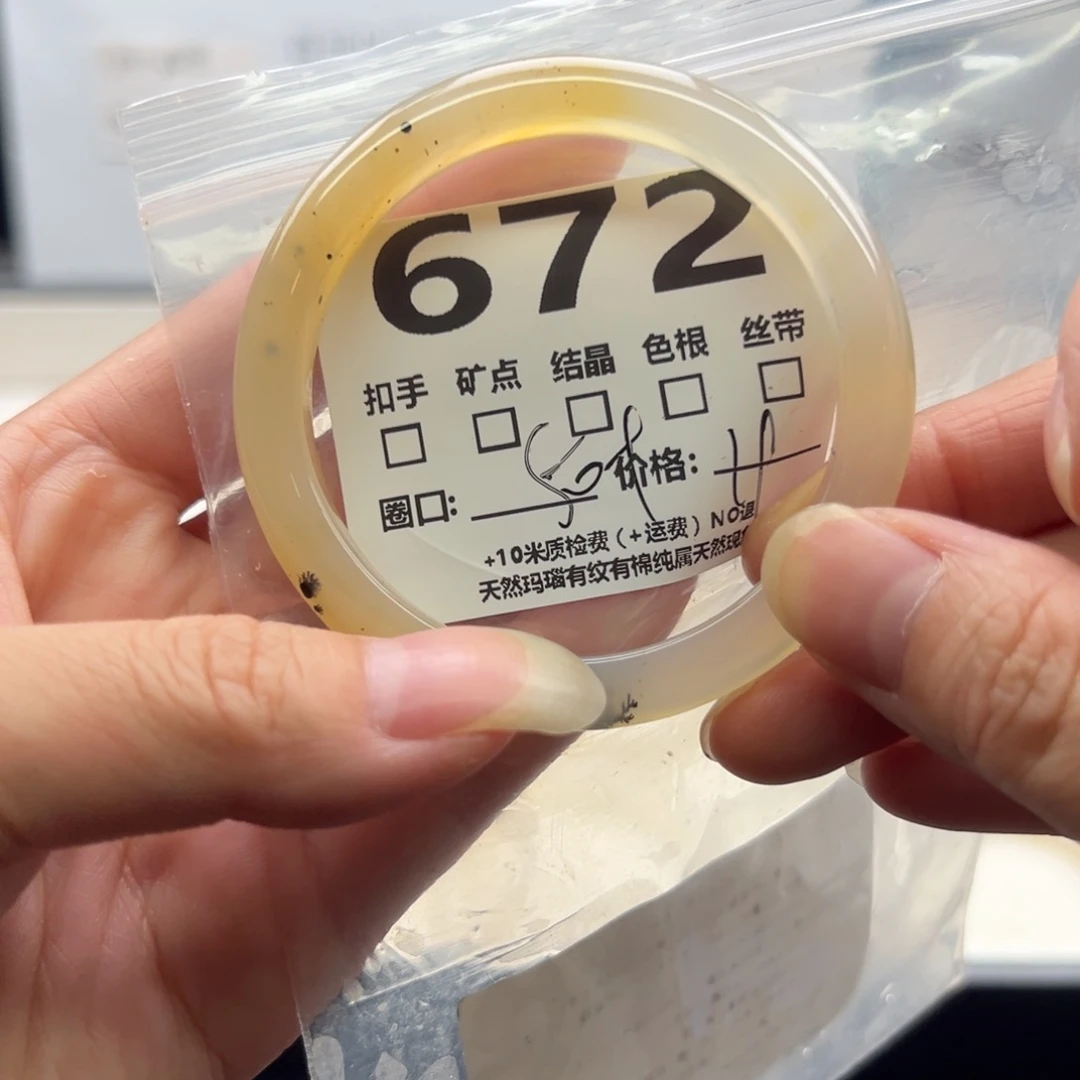 672
扣手 矿点 结晶 色根 丝带
圈口: 价格:
+10米质检费(+运费) NO退
天然玛瑙有纹有棉纯属天然现